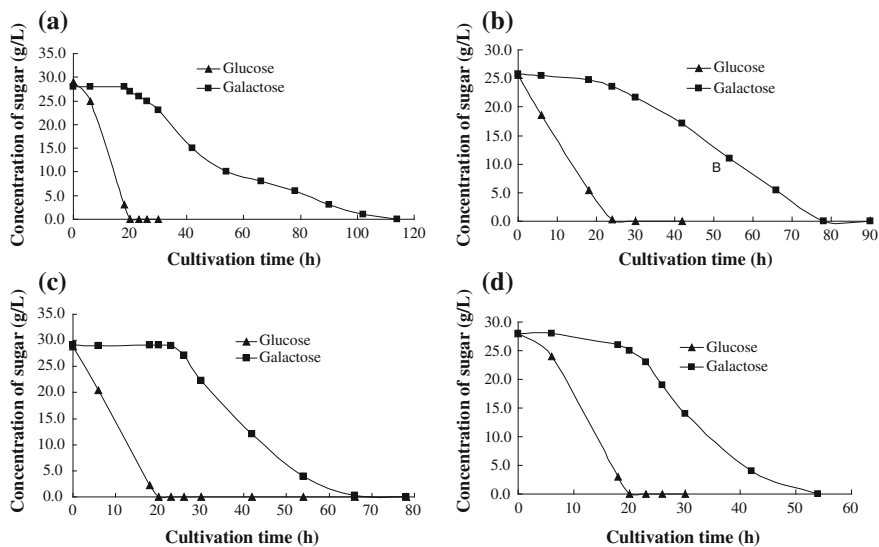 (a)
Concentration of sugar (g/L)
35.0
30.0
25.0
20.0
15.0
10.0
5.0
0.0
0 20 40 60 80 100 120
Cultivation time (h)
Glucose
Galactose
(b)
Concentration of sugar (g/L)
30.0
25.0
20.0
15.0
10.0
5.0
0.0
0 10 20 30 40 50 60 70 80 90
Cultivation time (h)
Glucose
Galactose
B
(c)
Concentration of sugar (g/L)
35.0
30.0
25.0
20.0
15.0
10.0
5.0
0.0
0 10 20 30 40 50 60 70 80
Cultivation time (h)
Glucose
Galactose
(d)
Concentration of sugar (g/L)
30.0
25.0
20.0
15.0
10.0
5.0
0.0
0 10 20 30 40 50 60
Cultivation time (h)
Glucose
Galactose